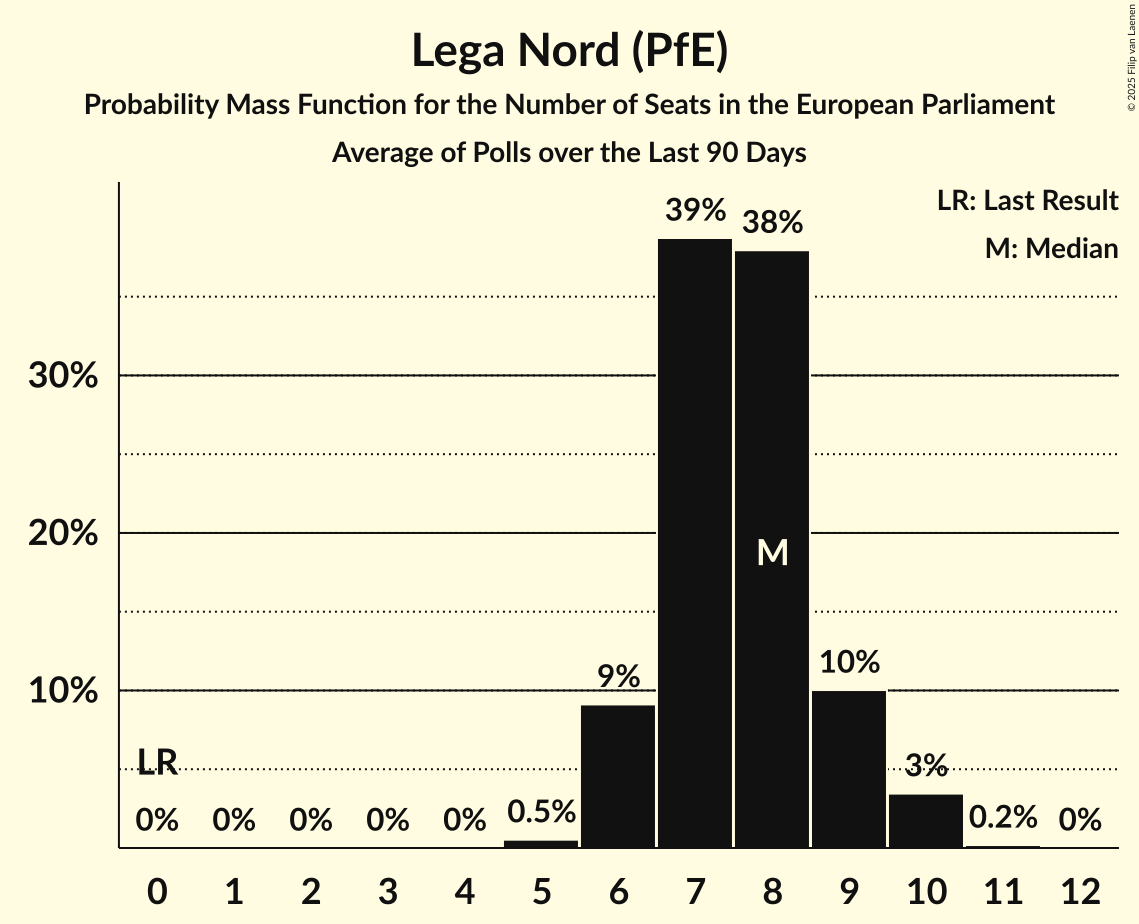 Lega Nord (PfE)
Probability Mass Function for the Number of Seats in the European Parliament
Average of Polls over the Last 90 Days
© 2025 Filip van Laenen
LR: Last Result
M: Median
39%
38%
30%
20%
M
10%
9%
10%
LR
3%
0%
0%
0%
0%
0%
0.5%
0.2%
0%
0 1 2 3 4 5 6 7 8 9 10 11 12